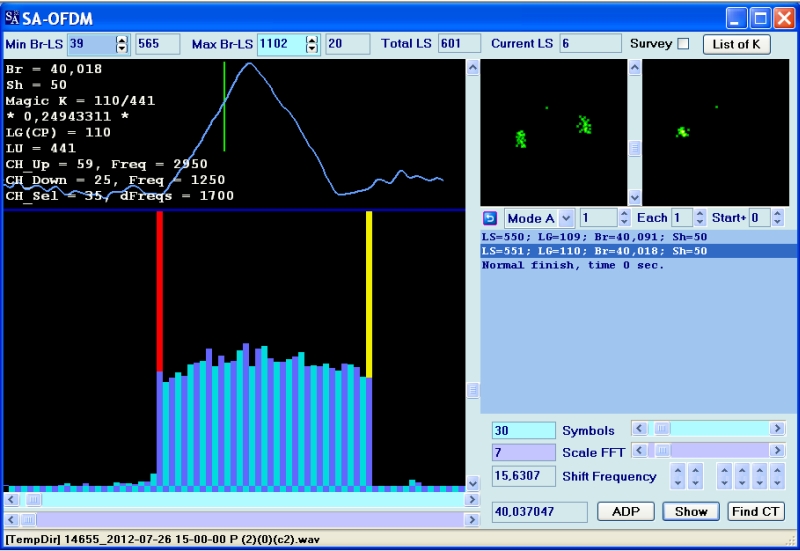 SA-OFDM
Min Br-LS 39 565 Max Br-LS 1102 20 Total LS 601 Current LS 6 Survey List of K
Br = 40,018
Sh = 50
Magic K = 110/441
* 0,24943311 *
LG(CP) = 110
LU = 441
CH_Up = 59, Freq = 2950
CH_Down = 25, Freq = 1250
CH_Sel = 35, dFreqs = 1700
Mode A 1 Each 1 Start+ 0
LS=550; LG=109; Br=40,091; Sh=50
LS=551; LG=110; Br=40,018; Sh=50
Normal finish, time 0 sec.
30 Symbols
7 Scale FFT
15,6307 Shift Frequency
40,037047 ADP Show Find CT
[TempDir] 14655_2012-07-26 15-00-00 P (2)(0)(c2).wav